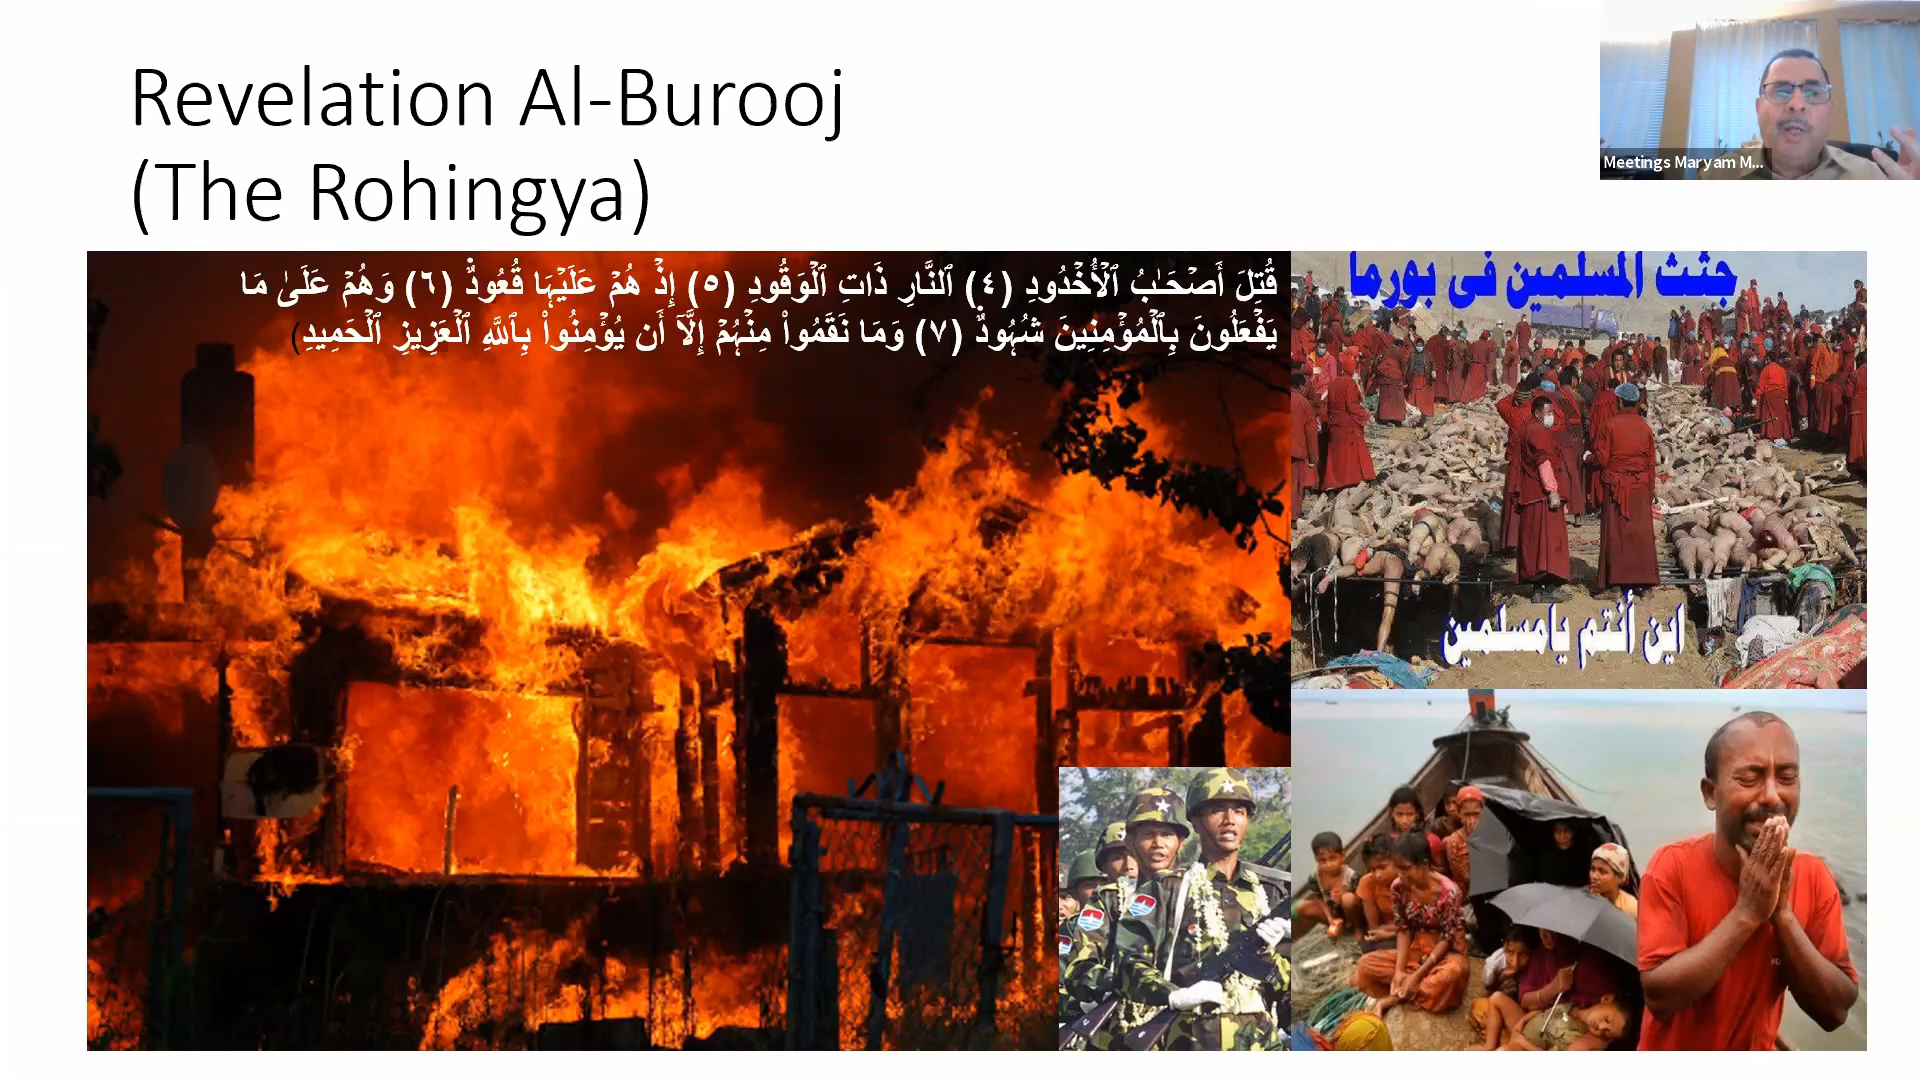 Revelation Al-Burooj
(The Rohingya)
Meetings Maryam M...
قُتِلَ أَصْحَٰبُ ٱلْأُخْدُودِ (٤) ٱلنَّارِ ذَاتِ ٱلْوَقُودِ (٥) إِذْ هُمْ عَلَيْهَا قُعُودٌ (٦) وَهُمْ عَلَىٰ مَا
يَفْعَلُونَ بِٱلْمُؤْمِنِينَ شُهُودٌ (٧) وَمَا نَقَمُوا۟ مِنْهُمْ إِلَّآ أَن يُؤْمِنُوا۟ بِٱللَّهِ ٱلْعَزِيزِ ٱلْحَمِيدِ)
جثث المسلمين فى بورما
اين أنتم يامسلمين